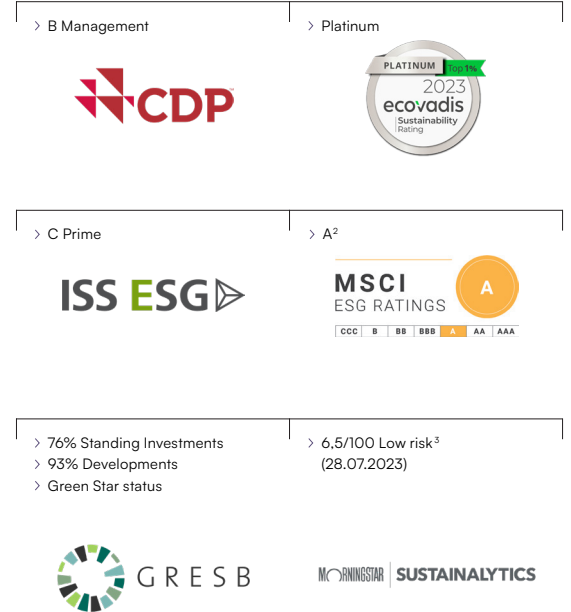 > B Management
CDP
> Platinum
PLATINUM
Top 1%
2023
ecovadis
Sustainability
Rating
> C Prime
ISS ESG
> A²
MSCI
ESG RATINGS
A
CCC B BB BBB A AA AAA
> 76% Standing Investments
> 93% Developments
> Green Star status
GRESB
> 6,5/100 Low risk³
(28.07.2023)
MORNINGSTAR | SUSTAINALYTICS